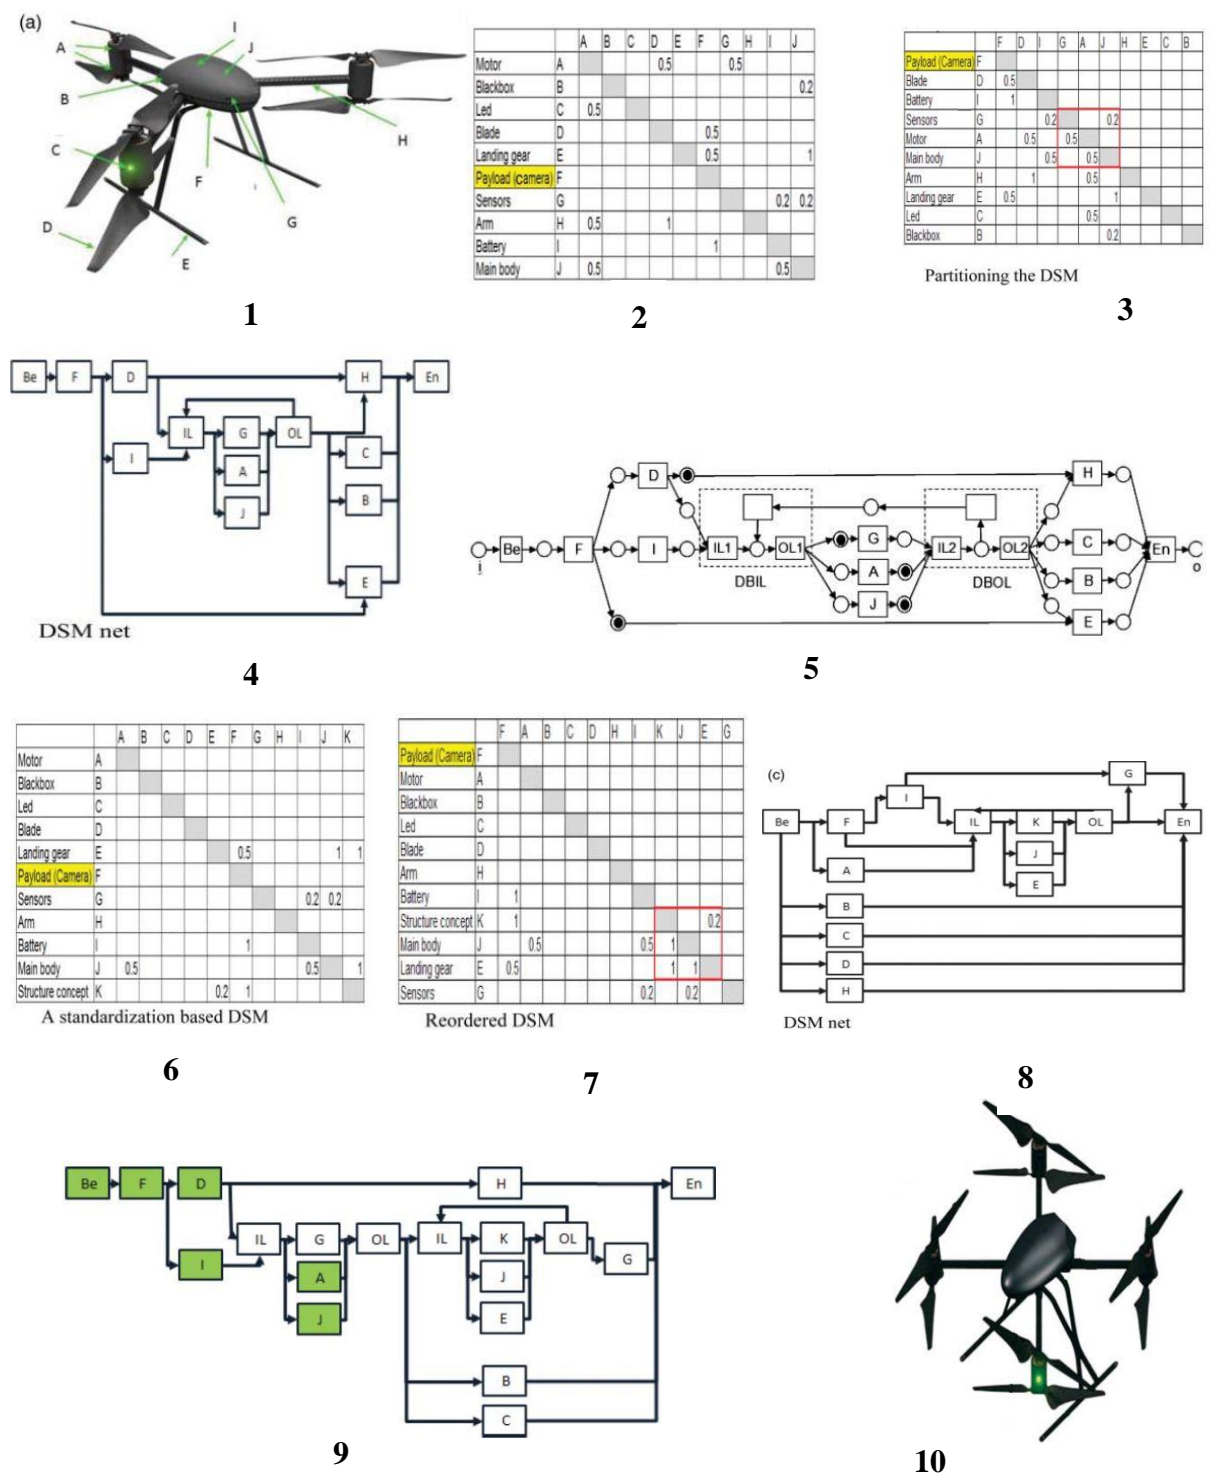 (a)
I
J
A
B
C
H
F
G
D
E
1
A B C D E F G H I J
Motor A 0.5 0.5
Blackbox B 0.2
Led C 0.5
Blade D 0.5
Landing gear E 0.5 1
Payload (camera) F
Sensors G 0.2 0.2
Arm H 0.5 1
Battery I 1
Main body J 0.5 0.5
2
F D I G A J H E C B
Payload (Camera) F
Blade D 0.5
Battery I 1
Sensors G 0.2 0.2
Motor A 0.5 0.5
Main body J 0.5 0.5
Arm H 1 0.5
Landing gear E 0.5 1
Led C 0.5
Blackbox B 0.2
Partitioning the DSM
3
Be F D H En
IL G OL
I A C
J B
E
DSM net
4
D H
i Be F I IL1 OL1 G IL2 OL2 C En o
DBIL A DBOL B
J E
5
A B C D E F G H I J K
Motor A
Blackbox B
Led C
Blade D
Landing gear E 0.5 1 1
Payload (Camera) F
Sensors G 0.2 0.2
Arm H
Battery I 1
Main body J 0.5 0.5 1
Structure concept K 0.2 1
A standardization based DSM
6
F A B C D H I K J E G
Payload (Camera) F
Motor A
Blackbox B
Led C
Blade D
Arm H
Battery I 1
Structure concept K 1 0.2
Main body J 0.5 0.5 1
Landing gear E 0.5 1 1
Sensors G 0.2 0.2
Reordered DSM
7
(c)
G
I
Be F IL K OL En
J
A E
B
C
D
H
DSM net
8
Be F D H En
IL G OL IL K OL
I A J G
J E
B
C
9
10